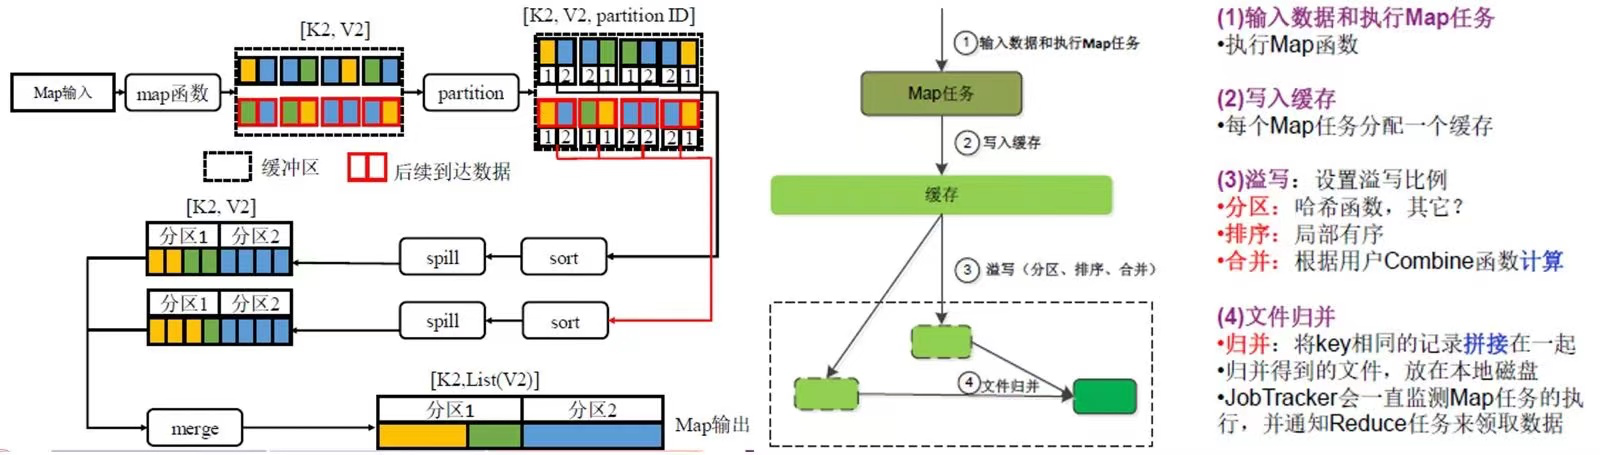 [K2, V2]
[K2, V2, partition ID]
Map输入
map函数
partition
1 2 2 1 1 2 2 1
1 2 1 1 2 2 2 1
缓冲区
后续到达数据
[K2, V2]
分区1 分区2
spill
sort
分区1 分区2
spill
sort
[K2,List(V2)]
分区1 分区2
merge
Map输出
①输入数据和执行Map任务
Map任务
②写入缓存
缓存
③溢写（分区、排序、合并）
④文件归并
(1)输入数据和执行Map任务
•执行Map函数
(2)写入缓存
•每个Map任务分配一个缓存
(3)溢写：设置溢写比例
•分区：哈希函数，其它？
•排序：局部有序
•合并：根据用户Combine函数计算
(4)文件归并
•归并：将key相同的记录拼接在一起
•归并得到的文件，放在本地磁盘
•JobTracker会一直监测Map任务的执
行，并通知Reduce任务来领取数据